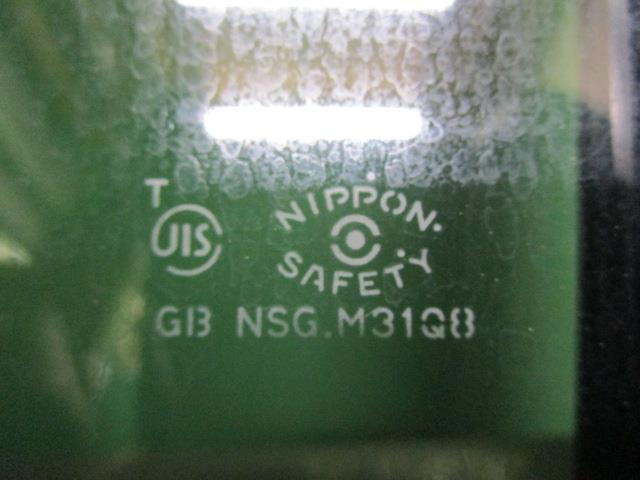 T
JIS
NIPPON.
SAFETY
GB NSG.M31Q8